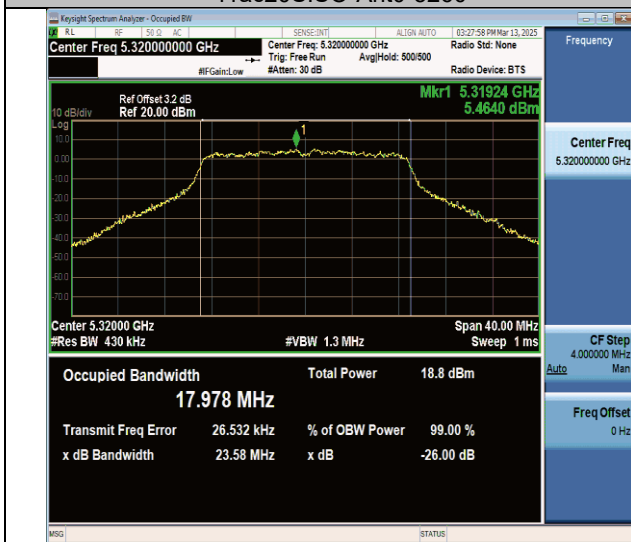 Keysight Spectrum Analyzer - Occupied BW
RL RF 50 Ω AC SENSE:INT ALIGN AUTO 03:27:58 PM Mar 13, 2025
Center Freq 5.320000000 GHz
Center Freq: 5.320000000 GHz Radio Std: None
Trig: Free Run Avg|Hold: 500/500
#IFGain:Low #Atten: 30 dB Radio Device: BTS
Frequency
Mkr1 5.31924 GHz
5.4640 dBm
Ref Offset 3.2 dB
10 dB/div Ref 20.00 dBm
Log
1
10.0
0.00
-10.0
-20.0
-30.0
-40.0
-50.0
-60.0
-70.0
Center 5.32000 GHz Span 40.00 MHz
#Res BW 430 kHz #VBW 1.3 MHz Sweep 1 ms
Center Freq
5.320000000 GHz
CF Step
4.000000 MHz
Auto Man
Freq Offset
0 Hz
Occupied Bandwidth Total Power 18.8 dBm
17.978 MHz
Transmit Freq Error 26.532 kHz % of OBW Power 99.00 %
x dB Bandwidth 23.58 MHz x dB -26.00 dB
MSG STATUS